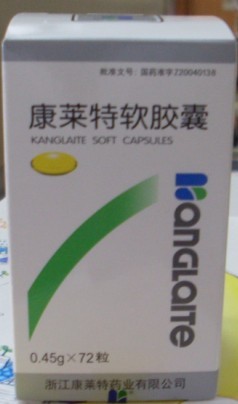 批准文号：国药准字Z20040138
康莱特软胶囊
KANGLAITE SOFT CAPSULES
KANGLAITE
0.45g×72粒
浙江康莱特药业有限公司